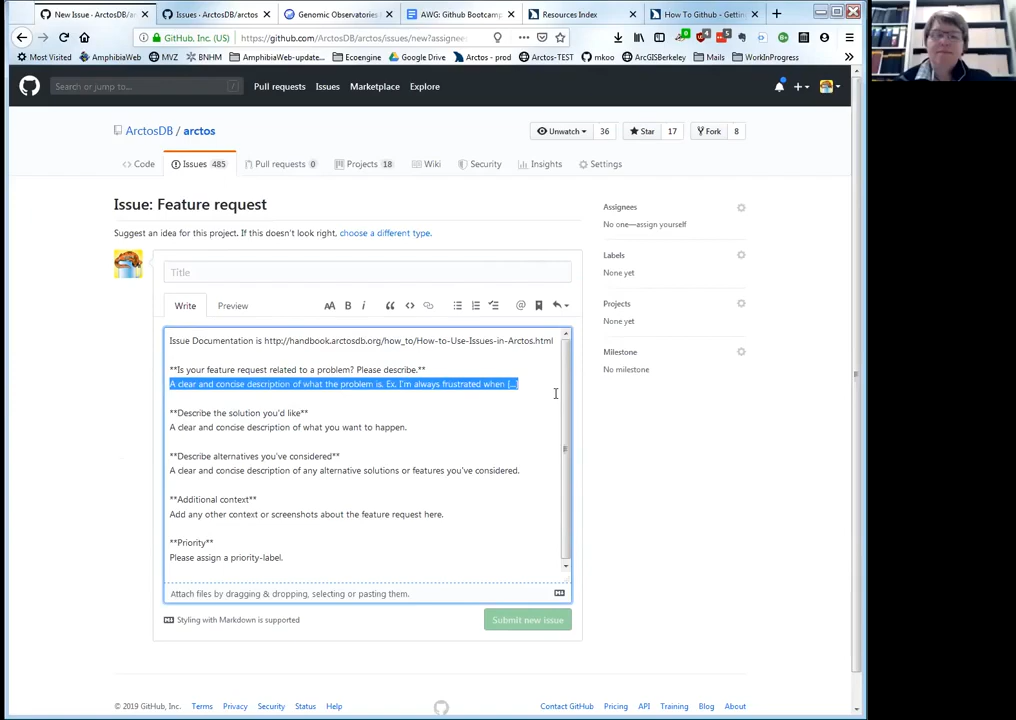 New Issue · ArctosDB/arc
Issues · ArctosDB/arctos
Genomic Observatories
AWG: Github Bootcamp
Resources Index
How To Github - Getti
GitHub, Inc. (US)
https://github.com/ArctosDB/arctos/issues/new?assignee
Most Visited
AmphibiaWeb
MVZ
BNHM
AmphibiaWeb-update...
Ecoengine
Google Drive
Arctos - prod
Arctos-TEST
mkoo
ArcGISBerkeley
Mails
WorkInProgress
Search or jump to...
/
Pull requests
Issues
Marketplace
Explore
ArctosDB / arctos
Unwatch
36
Star
17
Fork
8
Code
Issues 485
Pull requests 0
Projects 18
Wiki
Security
Insights
Settings
Issue: Feature request
Suggest an idea for this project. If this doesn't look right, choose a different type.
Title
Write
Preview
Issue Documentation is http://handbook.arctosdb.org/how_to/How-to-Use-Issues-in-Arctos.html
**Is your feature request related to a problem? Please describe.**
A clear and concise description of what the problem is. Ex. I'm always frustrated when [...]
**Describe the solution you'd like**
A clear and concise description of what you want to happen.
**Describe alternatives you've considered**
A clear and concise description of any alternative solutions or features you've considered.
**Additional context**
Add any other context or screenshots about the feature request here.
**Priority**
Please assign a priority-label.
Attach files by dragging & dropping, selecting or pasting them.
Styling with Markdown is supported
Submit new issue
Assignees
No one—assign yourself
Labels
None yet
Projects
None yet
Milestone
No milestone
© 2019 GitHub, Inc.
Terms
Privacy
Security
Status
Help
Contact GitHub
Pricing
API
Training
Blog
About